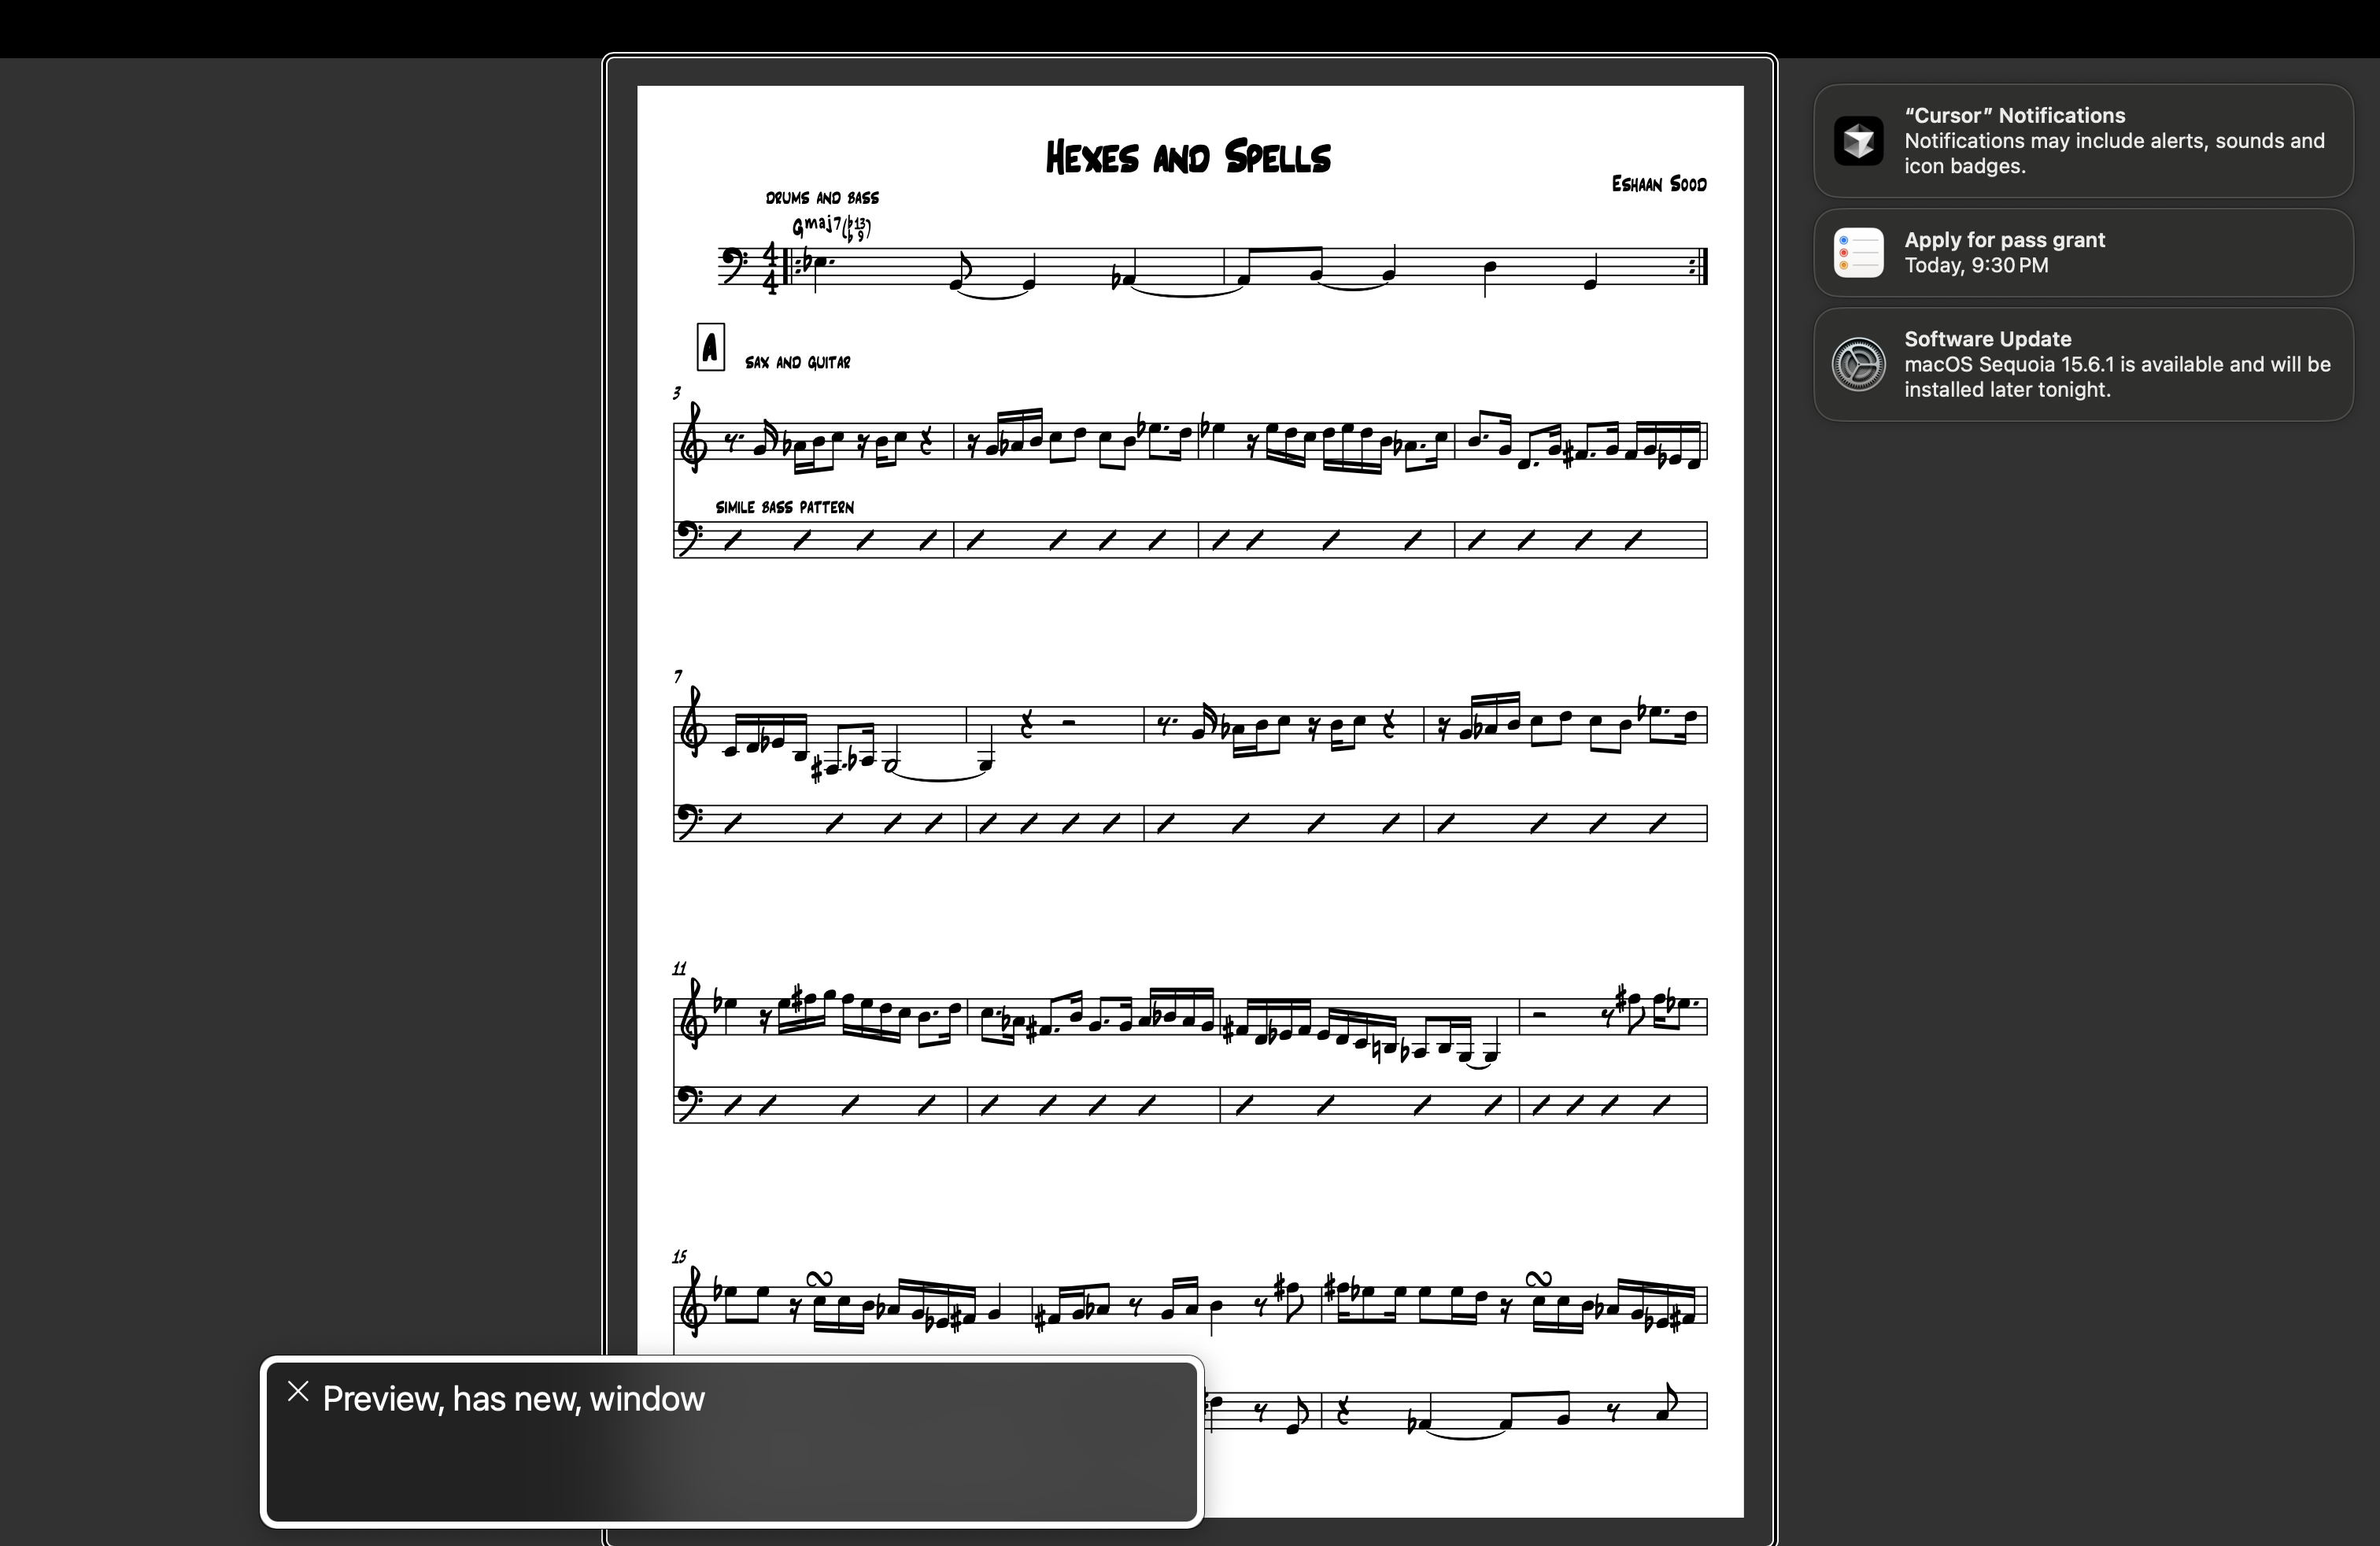 Hexes and Spells
Eshaan Sood
drums and bass
Gmaj7(♭13 ♭9)
4
4
A
sax and guitar
3
simile bass pattern
7
11
15
“Cursor” Notifications
Notifications may include alerts, sounds and
icon badges.
Apply for pass grant
Today, 9:30 PM
Software Update
macOS Sequoia 15.6.1 is available and will be
installed later tonight.
Preview, has new, window